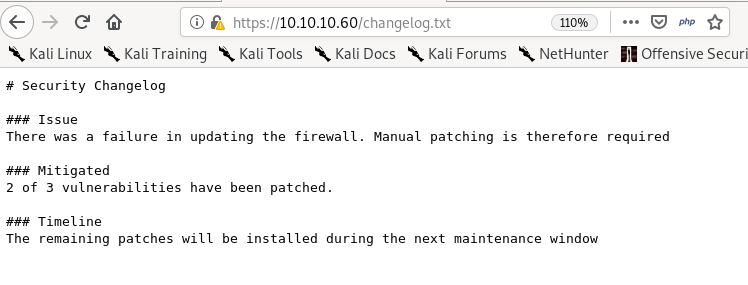 https://10.10.10.60/changelog.txt 110% php
Kali Linux Kali Training Kali Tools Kali Docs Kali Forums NetHunter Offensive Securi
# Security Changelog
### Issue
There was a failure in updating the firewall. Manual patching is therefore required
### Mitigated
2 of 3 vulnerabilities have been patched.
### Timeline
The remaining patches will be installed during the next maintenance window